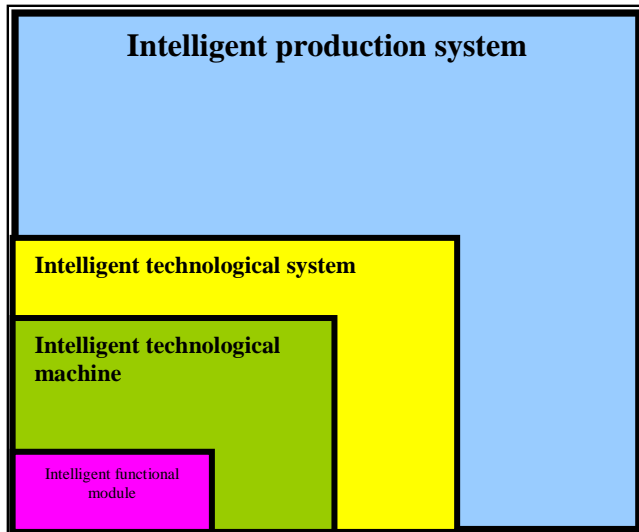 Intelligent production system
Intelligent technological system
Intelligent technological
machine
Intelligent functional
module